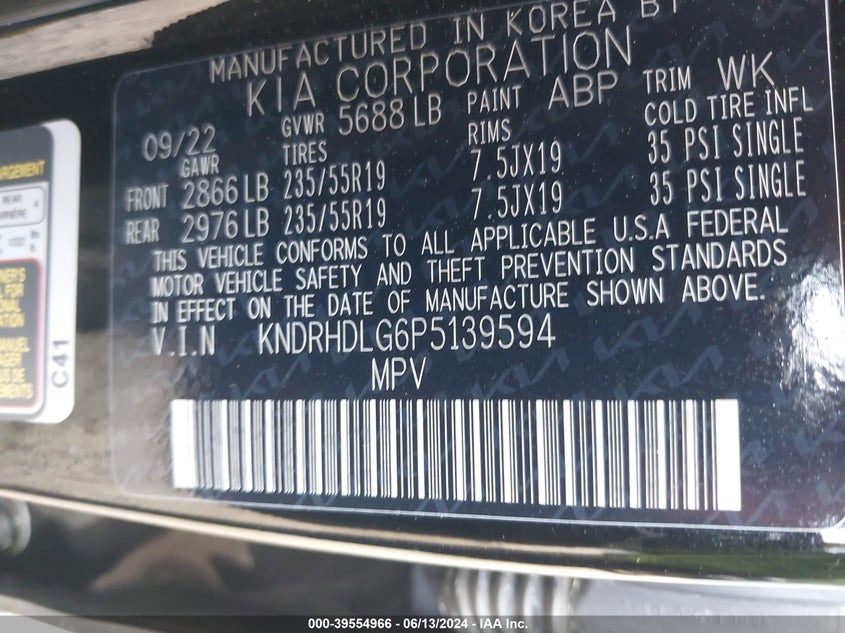 MANUFACTURED IN KOREA BY
KIA CORPORATION
09/22 GVWR 5688 LB PAINT ABP TRIM WK
GAWR TIRES RIMS COLD TIRE INFL
FRONT 2866 LB 235/55R19 7.5JX19 35 PSI SINGLE
REAR 2976 LB 235/55R19 7.5JX19 35 PSI SINGLE
THIS VEHICLE CONFORMS TO ALL APPLICABLE U.S.A FEDERAL
MOTOR VEHICLE SAFETY AND THEFT PREVENTION STANDARDS
IN EFFECT ON THE DATE OF MANUFACTURE SHOWN ABOVE.
V.I.N KNDRHDLG6P5139594
MPV
REAR
C41
000-39554966 - 06/13/2024 - IAA Inc.